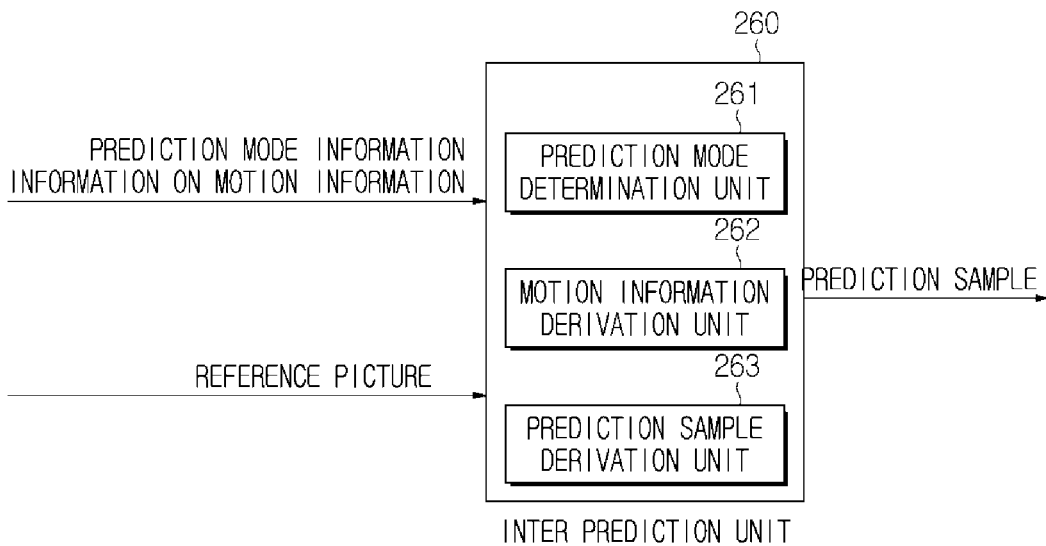 260
261
PREDICTION MODE INFORMATION
INFORMATION ON MOTION INFORMATION
PREDICTION MODE
DETERMINATION UNIT
262
MOTION INFORMATION
DERIVATION UNIT
PREDICTION SAMPLE
263
REFERENCE PICTURE
PREDICTION SAMPLE
DERIVATION UNIT
INTER PREDICTION UNIT